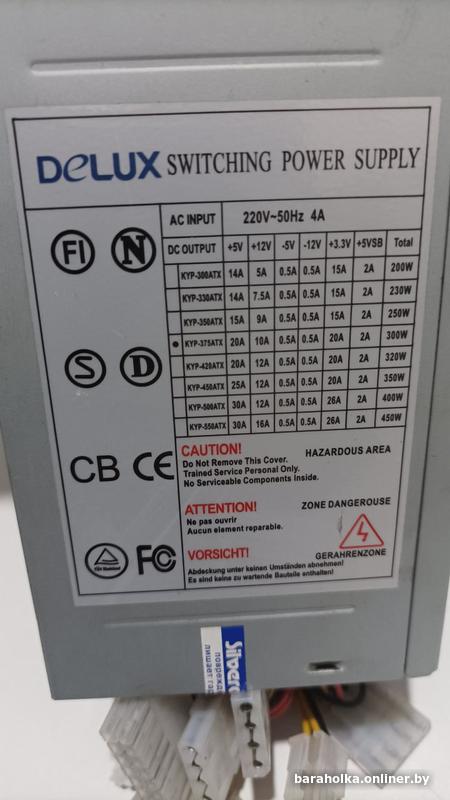 DeLUX SWITCHING POWER SUPPLY
AC INPUT 220V~50Hz 4A
DC OUTPUT +5V +12V -5V -12V +3.3V +5VSB Total
KYP-300ATX 14A 5A 0.5A 0.5A 15A 2A 200W
KYP-330ATX 14A 7.5A 0.5A 0.5A 15A 2A 230W
KYP-350ATX 15A 9A 0.5A 0.5A 15A 2A 250W
KYP-375ATX 20A 10A 0.5A 0.5A 20A 2A 300W
KYP-420ATX 20A 12A 0.5A 0.5A 20A 2A 320W
KYP-450ATX 25A 12A 0.5A 0.5A 20A 2A 350W
KYP-500ATX 30A 12A 0.5A 0.5A 26A 2A 400W
KYP-550ATX 30A 16A 0.5A 0.5A 26A 2A 450W
FI N
S D
CB CE
FC
CAUTION! HAZARDOUS AREA
Do Not Remove This Cover.
Trained Service Personal Only.
No Serviceable Components Inside.
ATTENTION! ZONE DANGEROUSE
Ne pas ouvrir
Aucun element reparable.
VORSICHT! GERAHRENZONE
Abdeckung unter keinen Umständen abnehmen!
Es sind keine zu wartende Bauteile enthalten!
baraholka.onliner.by